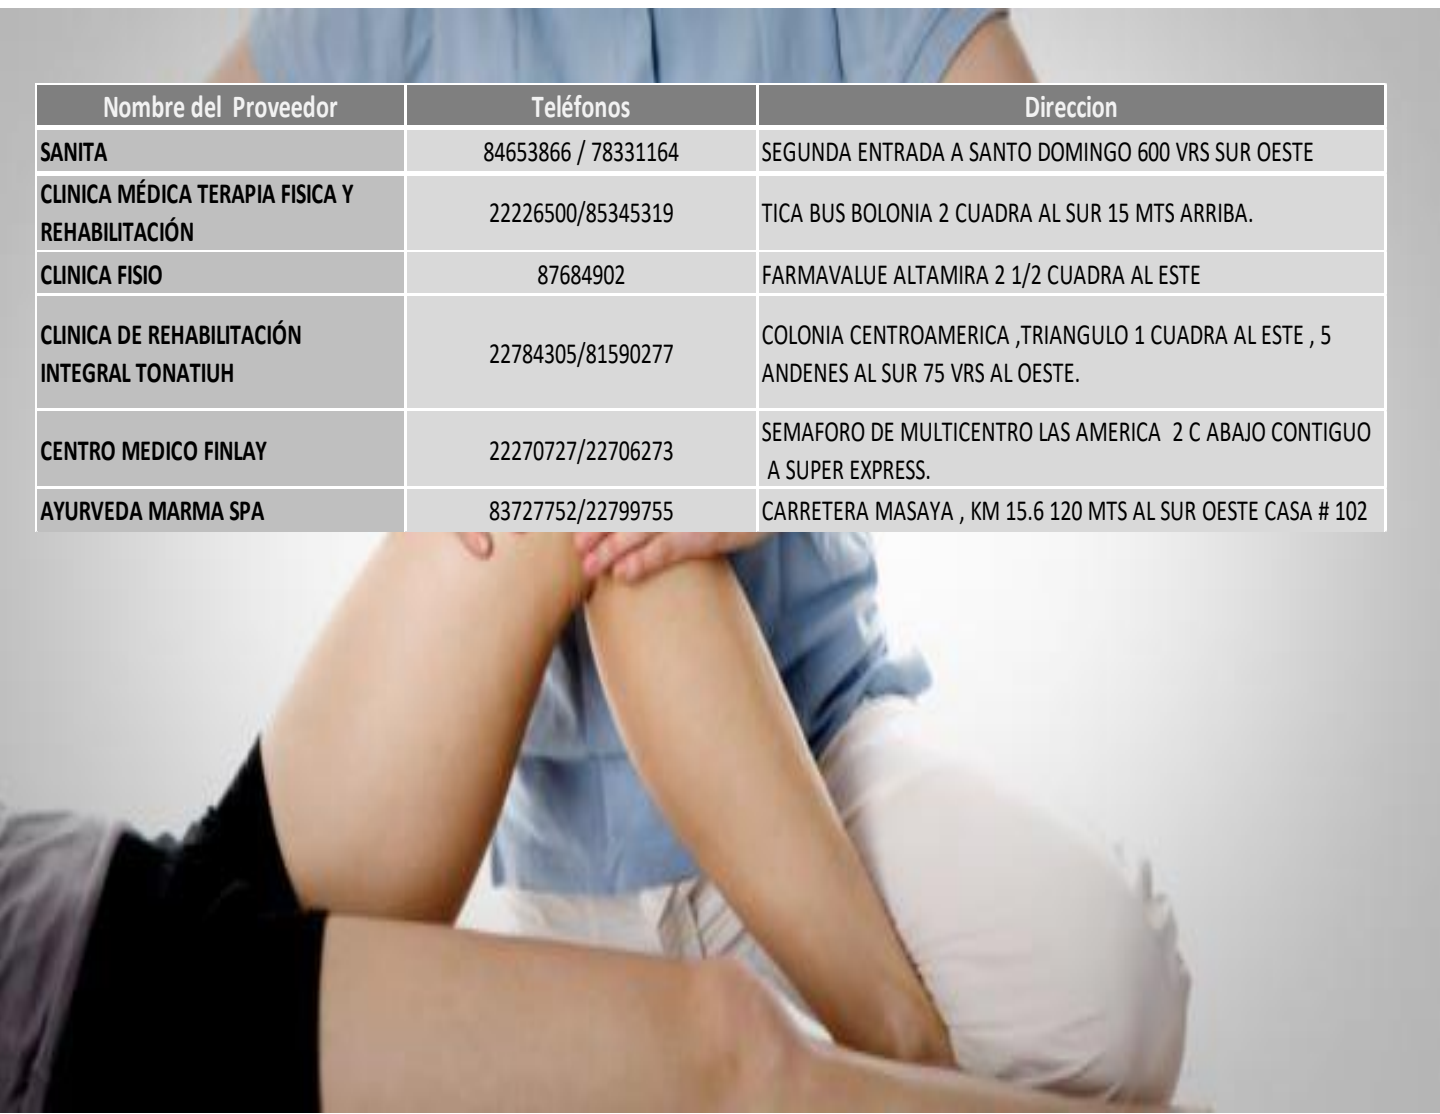 Nombre del Proveedor Teléfonos Direccion
SANITA 84653866 / 78331164 SEGUNDA ENTRADA A SANTO DOMINGO 600 VRS SUR OESTE
CLINICA MÉDICA TERAPIA FISICA Y
REHABILITACIÓN
22226500/85345319 TICA BUS BOLONIA 2 CUADRA AL SUR 15 MTS ARRIBA.
CLINICA FISIO 87684902 FARMAVALUE ALTAMIRA 2 1/2 CUADRA AL ESTE
CLINICA DE REHABILITACIÓN
INTEGRAL TONATIUH
22784305/81590277
COLONIA CENTROAMERICA ,TRIANGULO 1 CUADRA AL ESTE , 5
ANDENES AL SUR 75 VRS AL OESTE.
CENTRO MEDICO FINLAY 22270727/22706273
SEMAFORO DE MULTICENTRO LAS AMERICA 2 C ABAJO CONTIGUO
A SUPER EXPRESS.
AYURVEDA MARMA SPA 83727752/22799755 CARRETERA MASAYA , KM 15.6 120 MTS AL SUR OESTE CASA # 102